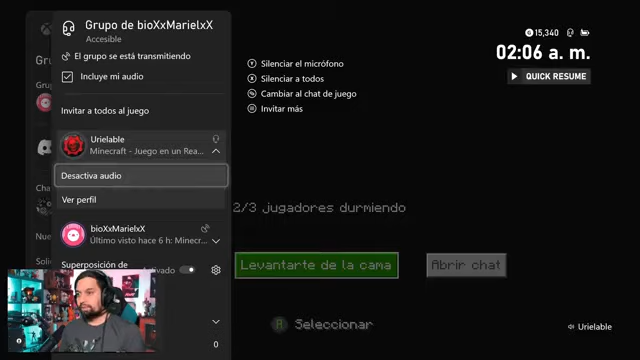 Grupo de bioXxMarielxX
Accesible
El grupo se está transmitiendo
Incluye mi audio
Invitar a todos al juego
Urielable
Minecraft - Juego en un Rea...
Desactiva audio
Ver perfil
bioXxMarielxX
Último visto hace 6 h: Minecr...
Superposición de
ivado
0
15,340
02:06 a. m.
QUICK RESUME
Y Silenciar el micrófono
X Silenciar a todos
Cambiar al chat de juego
Invitar más
2/3 jugadores durmiendo
Levantarte de la cama
Abrir chat
A Seleccionar
Urielable